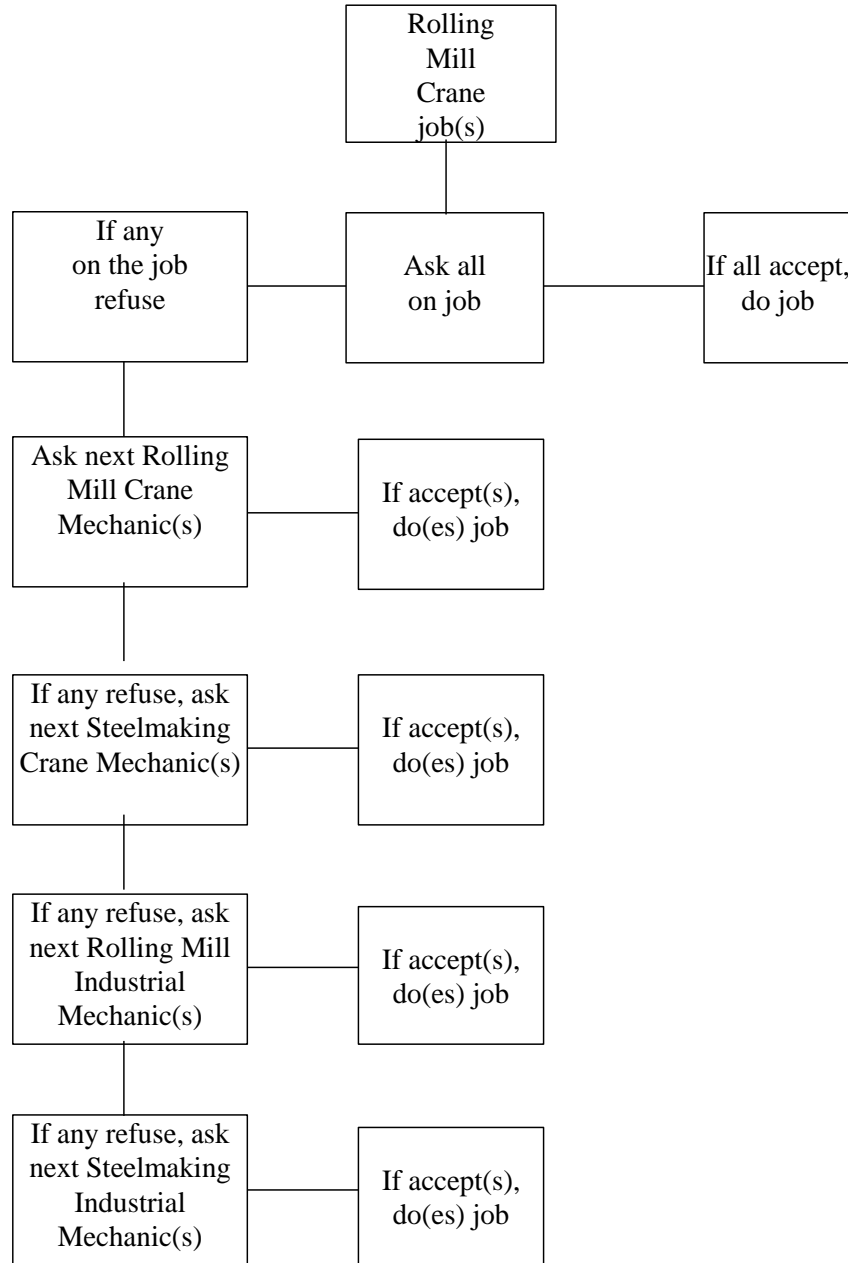 Rolling
Mill
Crane
job(s)
If any
on the job
refuse
Ask all
on job
If all accept,
do job
Ask next Rolling
Mill Crane
Mechanic(s)
If accept(s),
do(es) job
If any refuse, ask
next Steelmaking
Crane Mechanic(s)
If accept(s),
do(es) job
If any refuse, ask
next Rolling Mill
Industrial
Mechanic(s)
If accept(s),
do(es) job
If any refuse, ask
next Steelmaking
Industrial
Mechanic(s)
If accept(s),
do(es) job